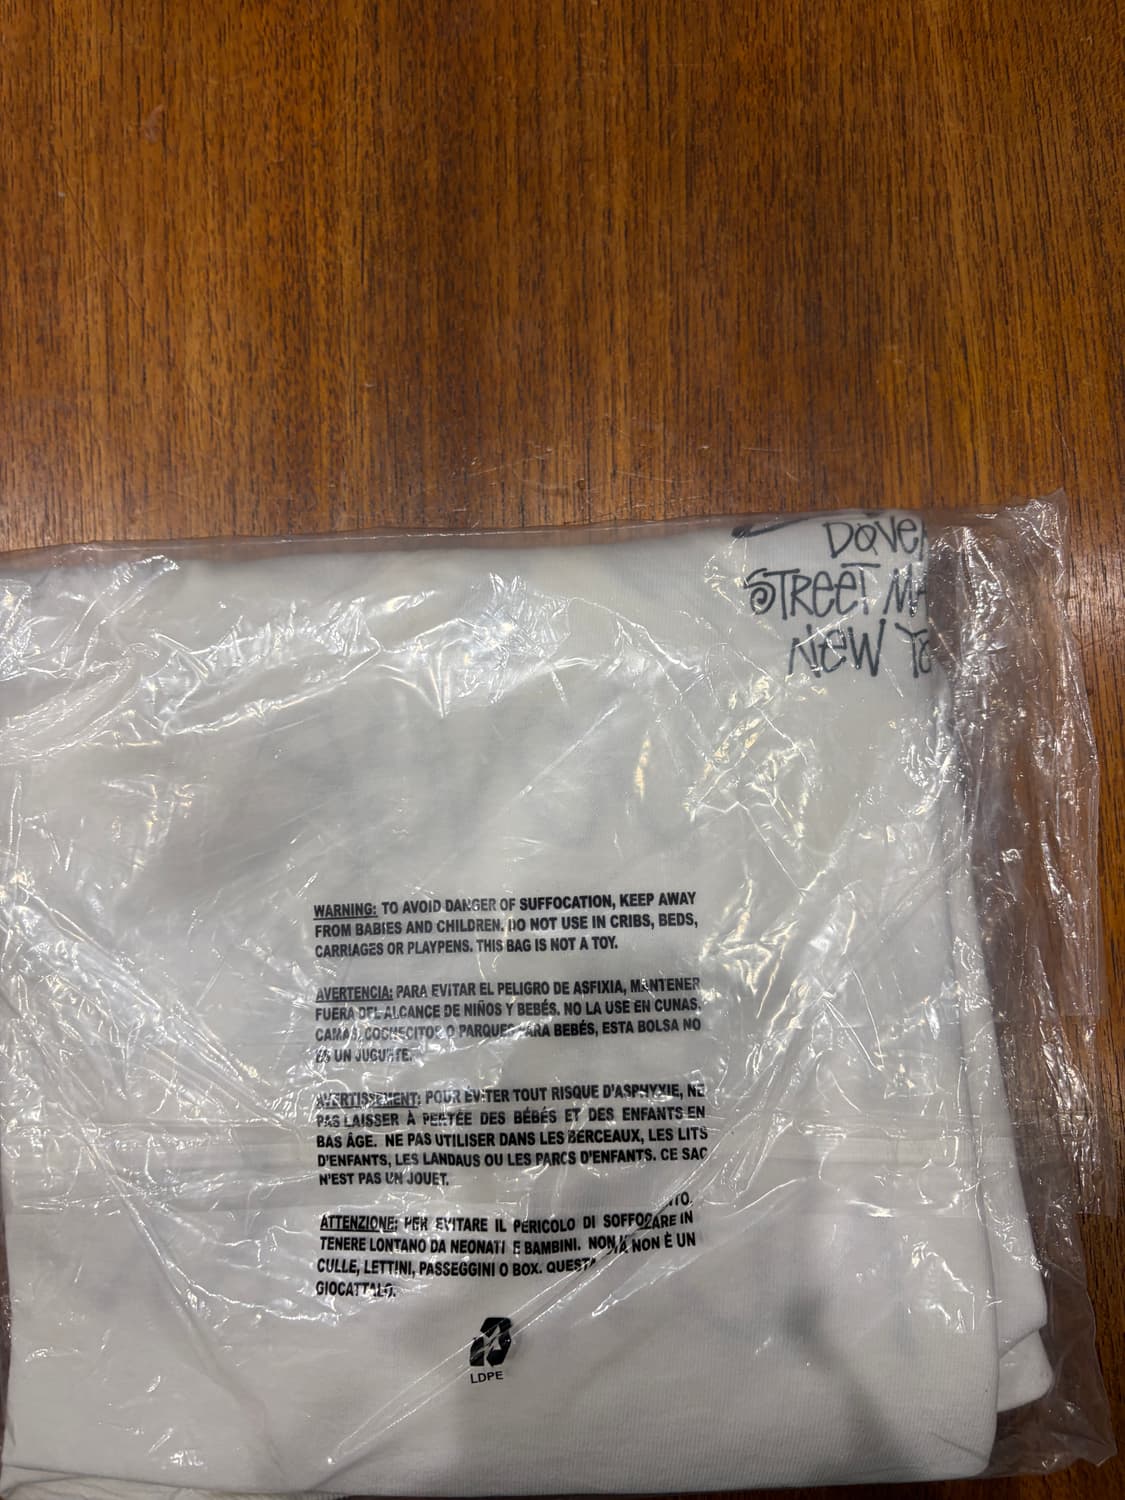 DOVER
STREET MA
NEW YO
WARNING: TO AVOID DANGER OF SUFFOCATION, KEEP AWAY
FROM BABIES AND CHILDREN. DO NOT USE IN CRIBS, BEDS,
CARRIAGES OR PLAYPENS. THIS BAG IS NOT A TOY.
AVERTENCIA: PARA EVITAR EL PELIGRO DE ASFIXIA, MANTENER
FUERA DEL ALCANCE DE NIÑOS Y BEBÉS. NO LA USE EN CUNAS,
CAMAS, COCHECITOS O PARQUES PARA BEBÉS, ESTA BOLSA NO
ES UN JUGUETE.
AVERTISSEMENT: POUR ÉVITER TOUT RISQUE D'ASPHYXIE, NE
PAS LAISSER À PERTÉE DES BÉBÉS ET DES ENFANTS EN
BAS ÂGE. NE PAS UTILISER DANS LES BERCEAUX, LES LITS
D'ENFANTS, LES LANDAUS OU LES PARCS D'ENFANTS. CE SAC
N'EST PAS UN JOUET.
ATTENZIONE: PER EVITARE IL PERICOLO DI SOFFOCARE IN
TENERE LONTANO DA NEONATI E BAMBINI. NON NON È UN
CULLE, LETTINI, PASSEGGINI O BOX. QUESTA
GIOCATTALO.
LDPE